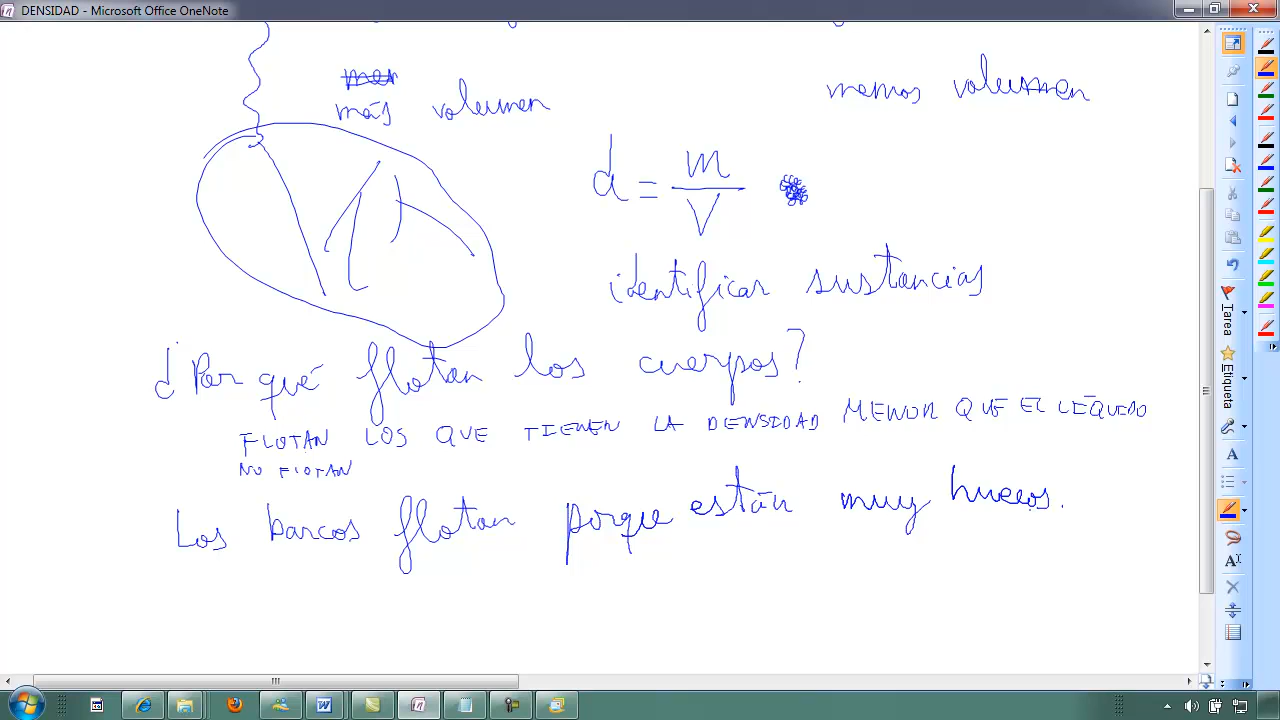 DENSIDAD - Microsoft Office OneNote
más volumen
menos volumen
d = m
V
identificar sustancias
¿Por qué flotan los cuerpos?
FLOTAN LOS QUE TIENEN LA DENSIDAD MENOR QUE EL LÍQUIDO
NO FLOTAN
Los barcos flotan porque están muy huecos.
Tarea
Etiqueta